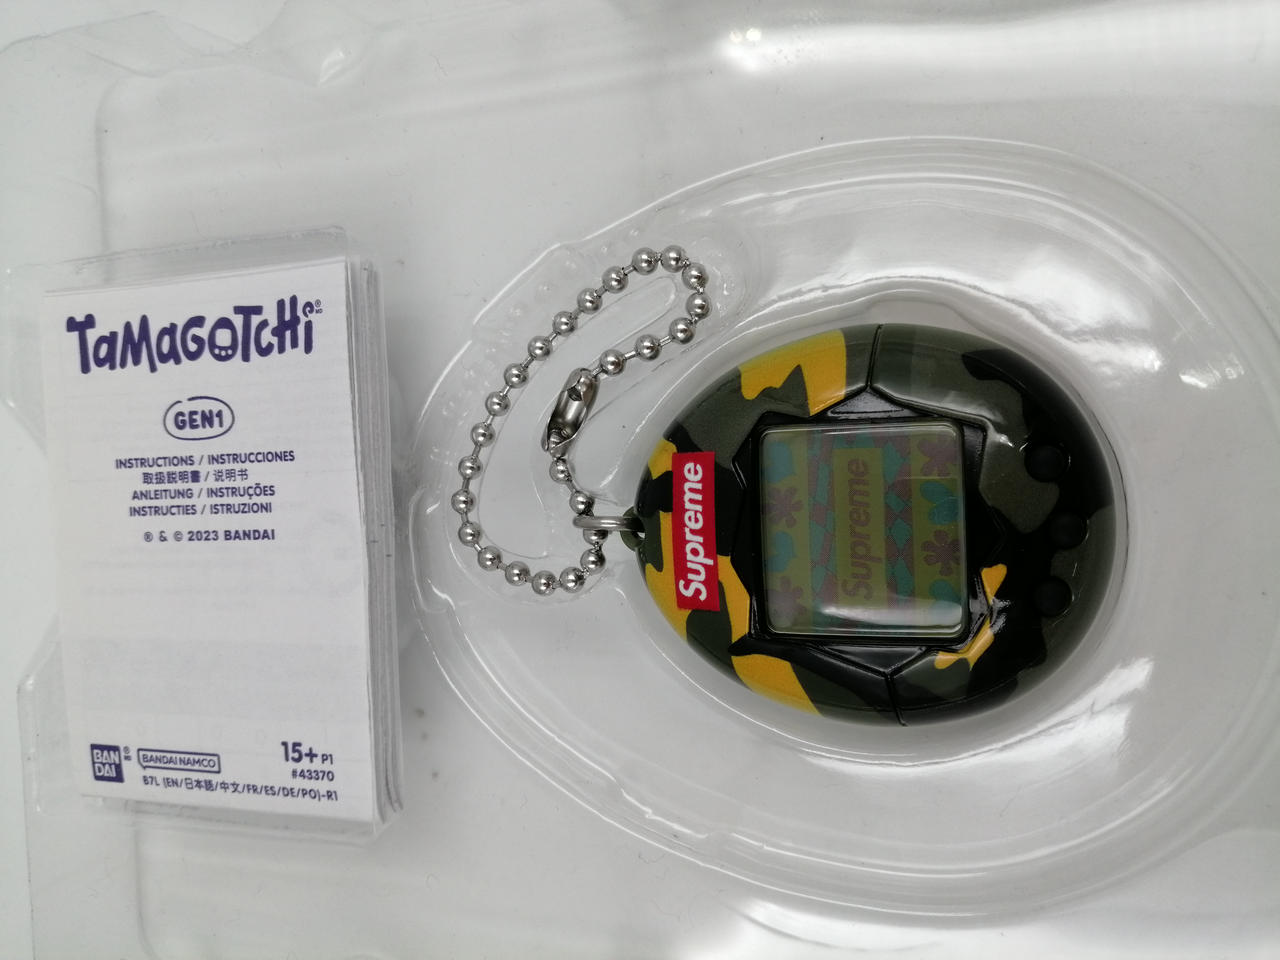 TaMaGoTcHi ® MD
GEN1
INSTRUCTIONS / INSTRUCCIONES
取扱説明書 / 说明书
ANLEITUNG / INSTRUÇÕES
INSTRUCTIES / ISTRUZIONI
® & © 2023 BANDAI
BAN
DAI
® MD
BANDAI NAMCO
15+ P1
#43370
B7L (EN/日本語/中文/FR/ES/DE/PO)-R1
Supreme
Supreme